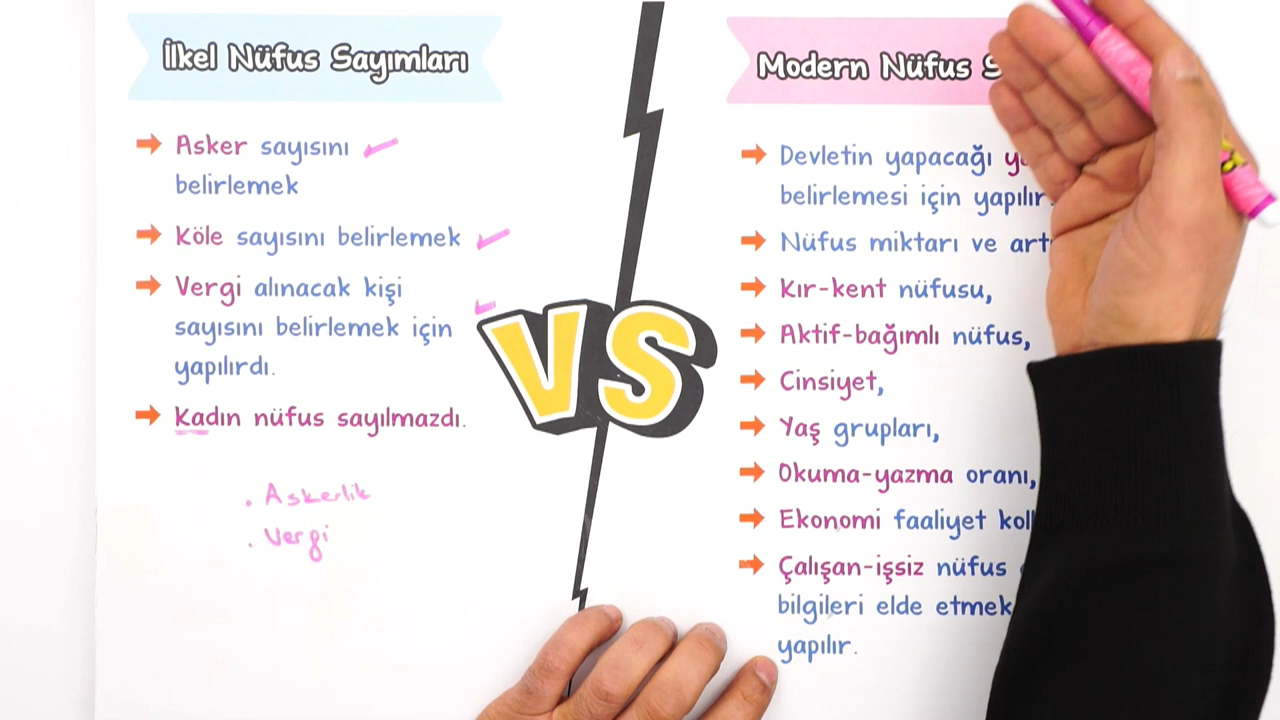 İlkel Nüfus Sayımları
Asker sayısını
belirlemek
Köle sayısını belirlemek
Vergi alınacak kişi
sayısını belirlemek için
yapılırdı.
Kadın nüfus sayılmazdı.
. Askerlik
. Vergi
VS
Modern Nüfus
Devletin yapacağı
belirlemesi için yapılır.
Nüfus miktarı ve
Kır-kent nüfusu,
Aktif-bağımlı nüfus,
Cinsiyet,
Yaş grupları,
Okuma-yazma oranı,
Ekonomi faaliyet
Çalışan-işsiz nüfus
bilgileri elde etmek
yapılır.